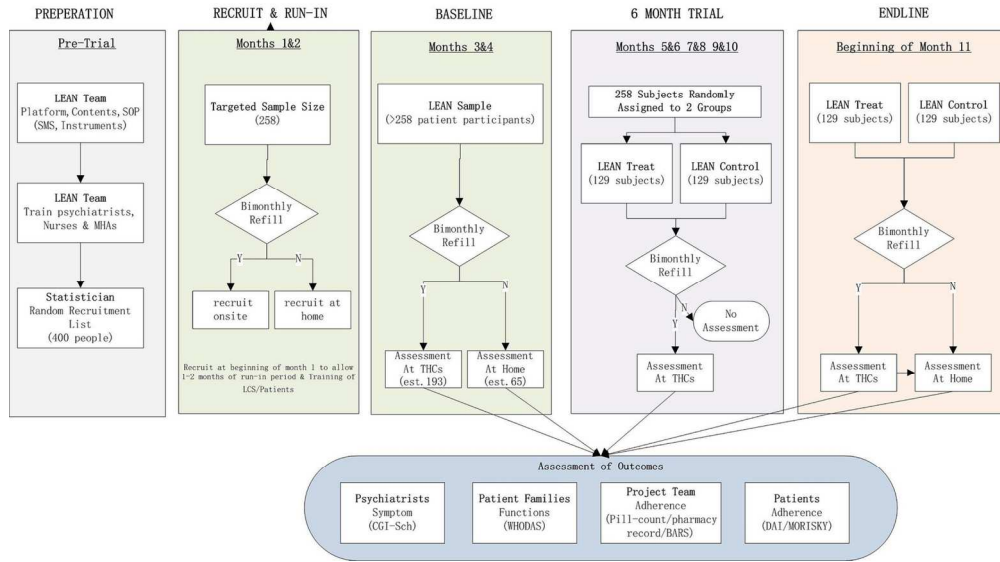 PREPARATION
RECRUIT & RUN-IN
BASELINE
6 MONTH TRIAL
ENDLINE
Pre-Trial
LEAN Team
Platform,Contents,SOP
(SMS,Instruments)
LEAN Team
Train psychiatrists,
Nurses & MHAs
Statistician
Random Recruitment
List
(400 people)
Months 1&2
Targeted Sample Size
(258)
Bimonthly
Refill
Y
N
recruit
onsite
recruit at
home
Recruit at beginning of month 1 to allow
1-2 months of run-in period & Training of
LCS/Patients
Months 3&4
LEAN Sample
(>258 patient participants)
Bimonthly
Refill
Y
N
Assessment
At THCs
(est.193)
Assessment
At Home
(est.65)
Months 5&6 7&8 9&10
258 Subjects Randomly
Assigned to 2 Groups
LEAN Treat
(129 subjects)
LEAN Control
(129 subjects)
Bimonthly
Refill
N
Y
No
Assessment
Assessment
At THCs
Beginning of Month 11
LEAN Treat
(129 subjects)
LEAN Control
(129 subjects)
Bimonthly
Refill
Y
N
Assessment
At THCs
Assessment
At Home
Assessment of Outcomes
Psychiatrists
Symptom
(CGI-Sch)
Patient Families
Functions
(WHODAS)
Project Team
Adherence
(Pill-count/pharmacy
record/BARS)
Patients
Adherence
(DAI/MORISKY)